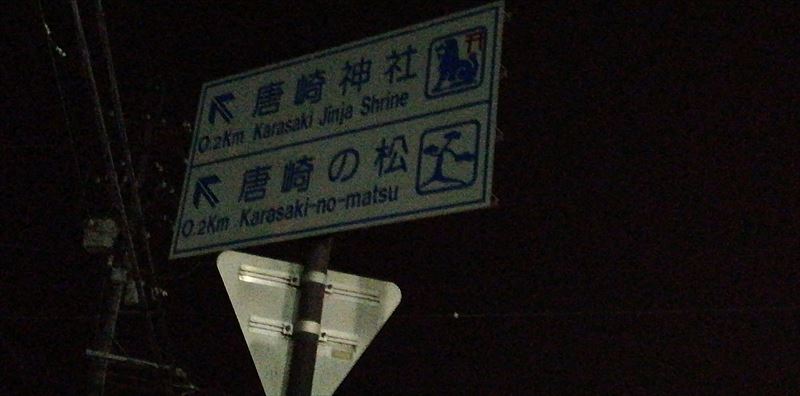 唐崎神社
0.2Km Karasaki Jinja Shrine
唐崎の松
0.2Km Karasaki-no-matsu